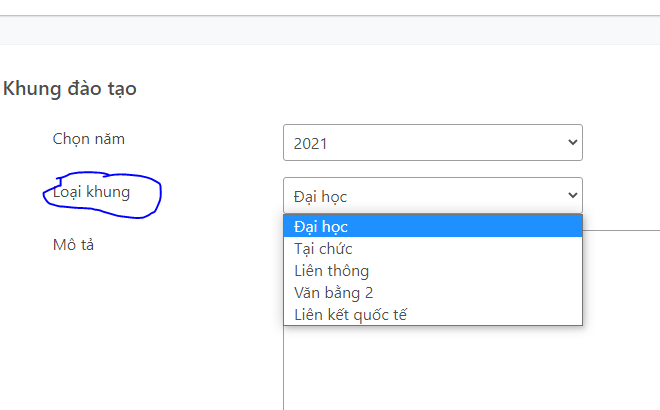 Khung đào tạo
Chọn năm
2021
Loại khung
Đại học
Đại học
Tại chức
Liên thông
Văn bằng 2
Liên kết quốc tế
Mô tả